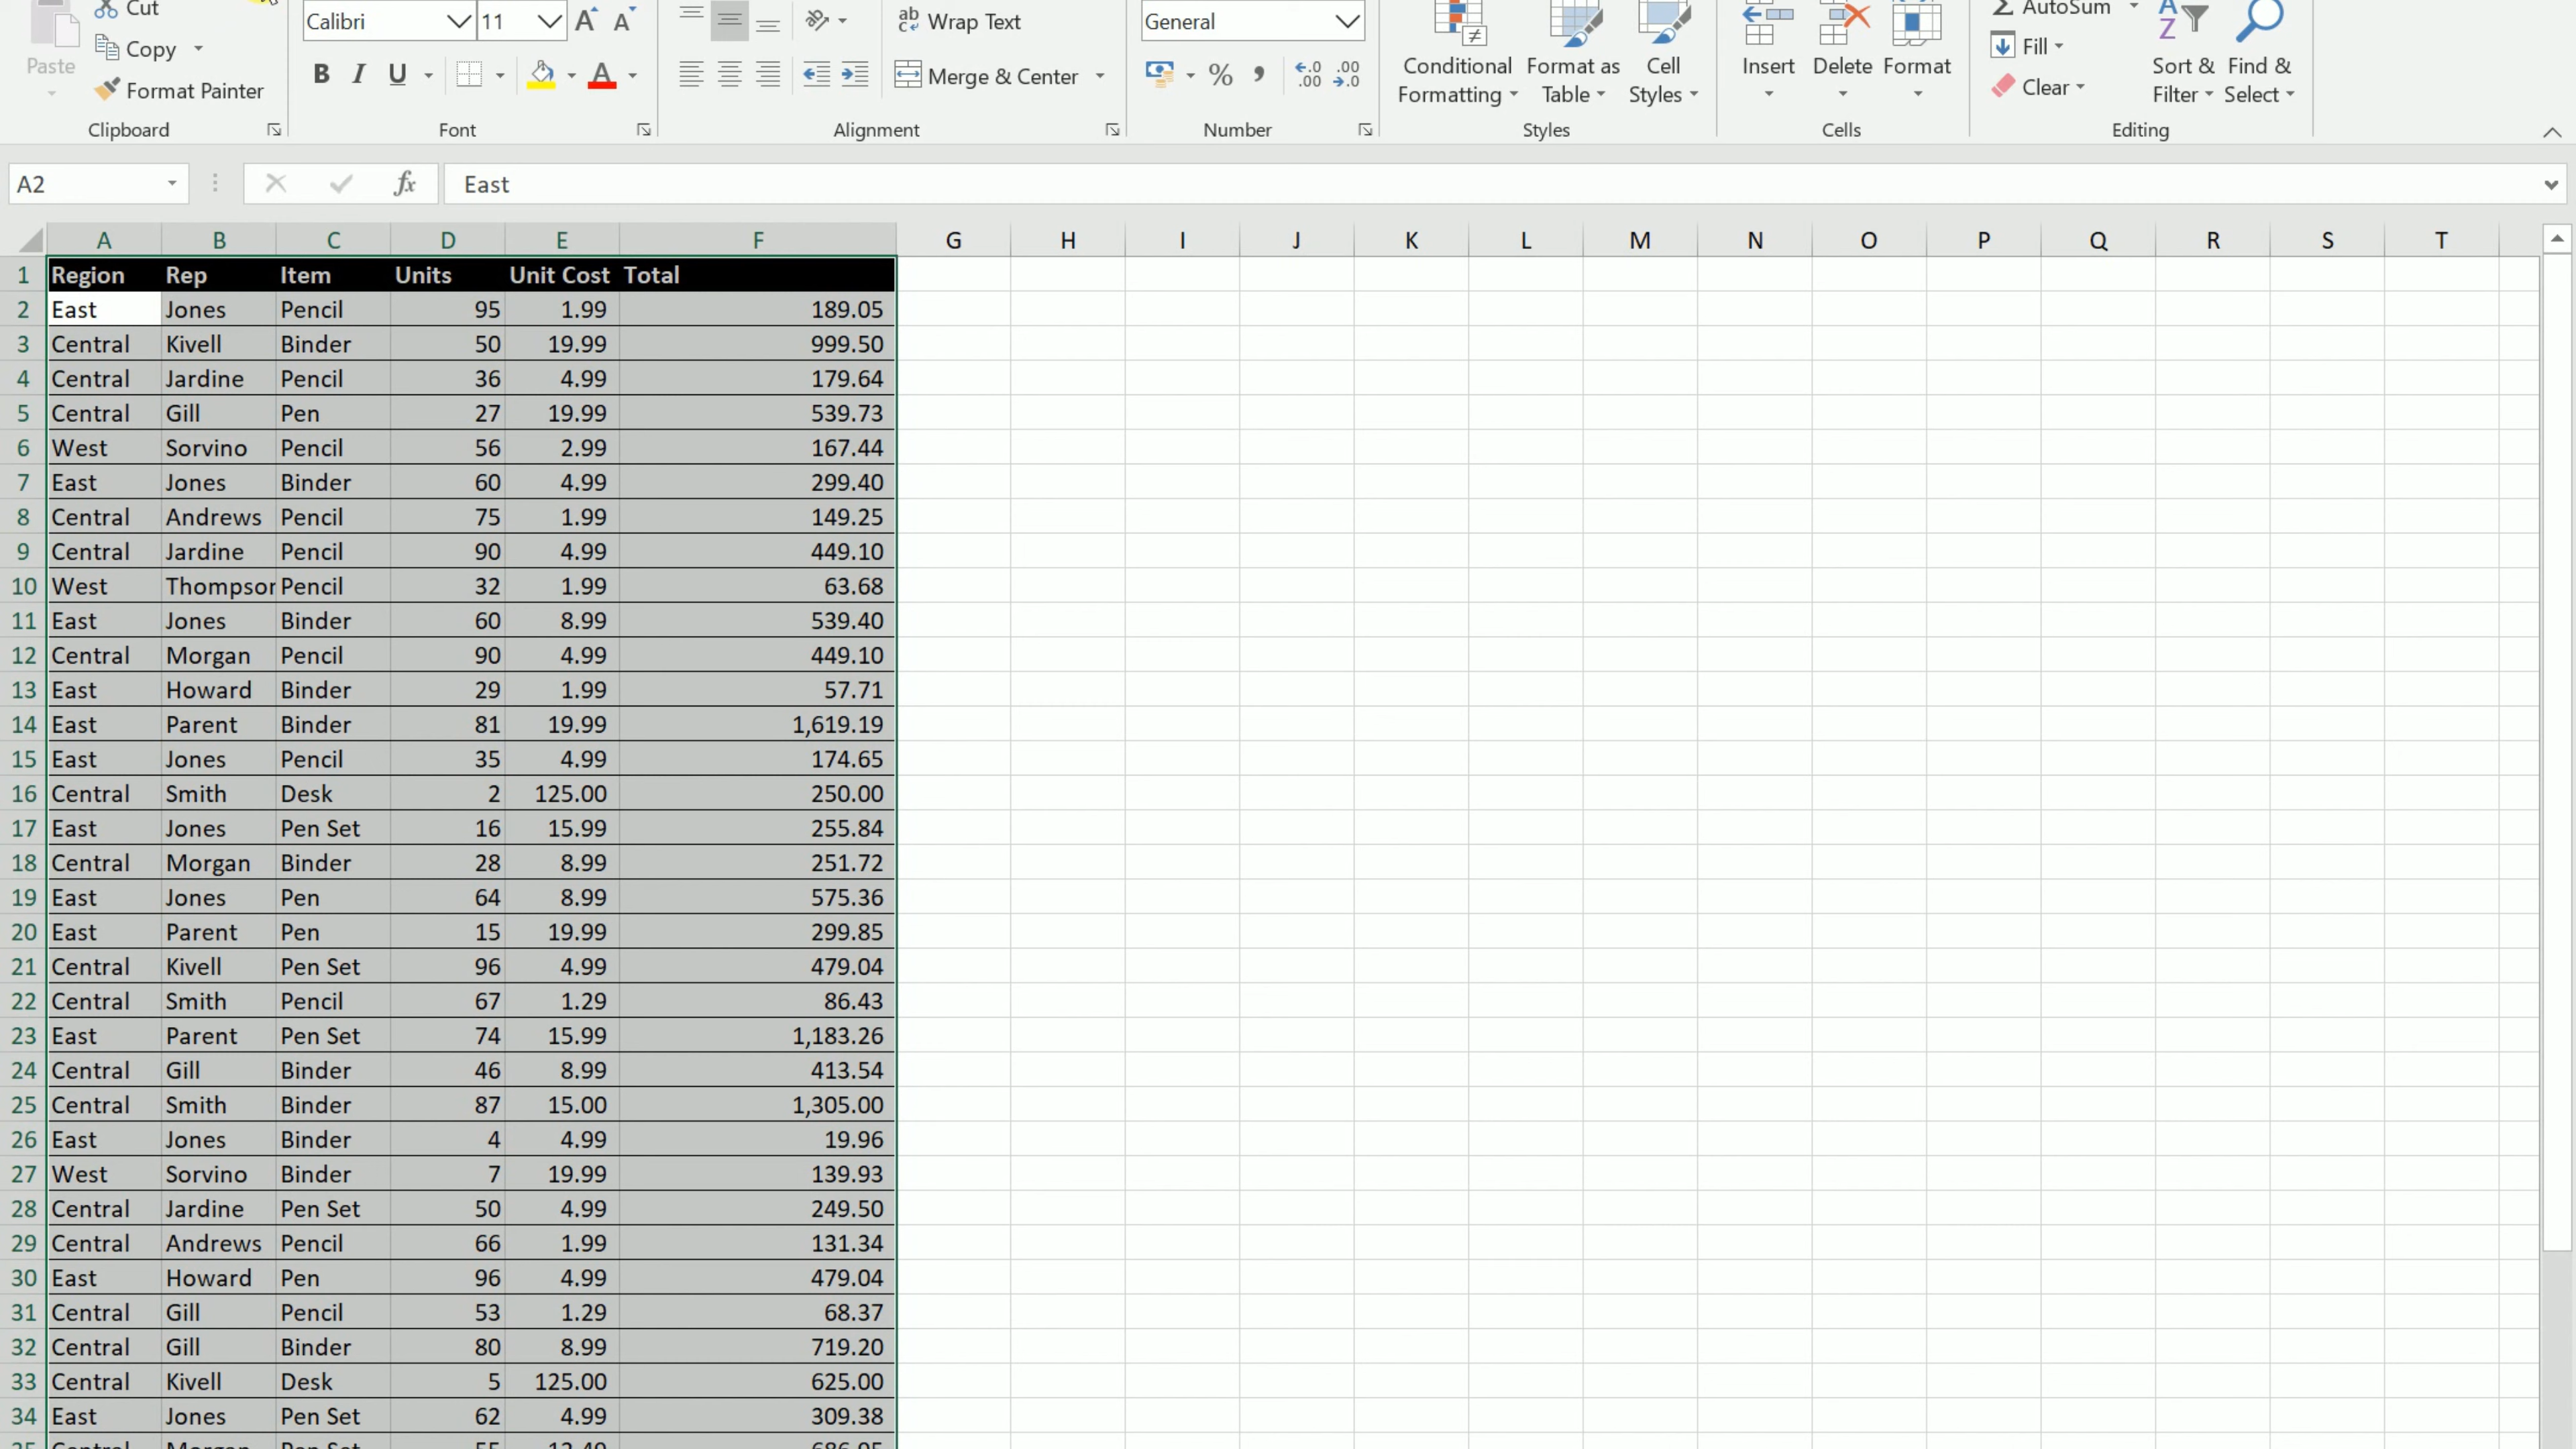 Cut
Calibri 11 Wrap Text General AutoSum
Copy Fill
Paste B I U Merge & Center % Conditional Format as Cell Insert Delete Format Sort & Find &
Format Painter Formatting Table Styles Clear Filter Select
Clipboard Font Alignment Number Styles Cells Editing
A2 fx East
A B C D E F G H I J K L M N O P Q R S T
1 Region Rep Item Units Unit Cost Total
2 East Jones Pencil 95 1.99 189.05
3 Central Kivell Binder 50 19.99 999.50
4 Central Jardine Pencil 36 4.99 179.64
5 Central Gill Pen 27 19.99 539.73
6 West Sorvino Pencil 56 2.99 167.44
7 East Jones Binder 60 4.99 299.40
8 Central Andrews Pencil 75 1.99 149.25
9 Central Jardine Pencil 90 4.99 449.10
10 West Thompson Pencil 32 1.99 63.68
11 East Jones Binder 60 8.99 539.40
12 Central Morgan Pencil 90 4.99 449.10
13 East Howard Binder 29 1.99 57.71
14 East Parent Binder 81 19.99 1,619.19
15 East Jones Pencil 35 4.99 174.65
16 Central Smith Desk 2 125.00 250.00
17 East Jones Pen Set 16 15.99 255.84
18 Central Morgan Binder 28 8.99 251.72
19 East Jones Pen 64 8.99 575.36
20 East Parent Pen 15 19.99 299.85
21 Central Kivell Pen Set 96 4.99 479.04
22 Central Smith Pencil 67 1.29 86.43
23 East Parent Pen Set 74 15.99 1,183.26
24 Central Gill Binder 46 8.99 413.54
25 Central Smith Binder 87 15.00 1,305.00
26 East Jones Binder 4 4.99 19.96
27 West Sorvino Binder 7 19.99 139.93
28 Central Jardine Pen Set 50 4.99 249.50
29 Central Andrews Pencil 66 1.99 131.34
30 East Howard Pen 96 4.99 479.04
31 Central Gill Pencil 53 1.29 68.37
32 Central Gill Binder 80 8.99 719.20
33 Central Kivell Desk 5 125.00 625.00
34 East Jones Pen Set 62 4.99 309.38